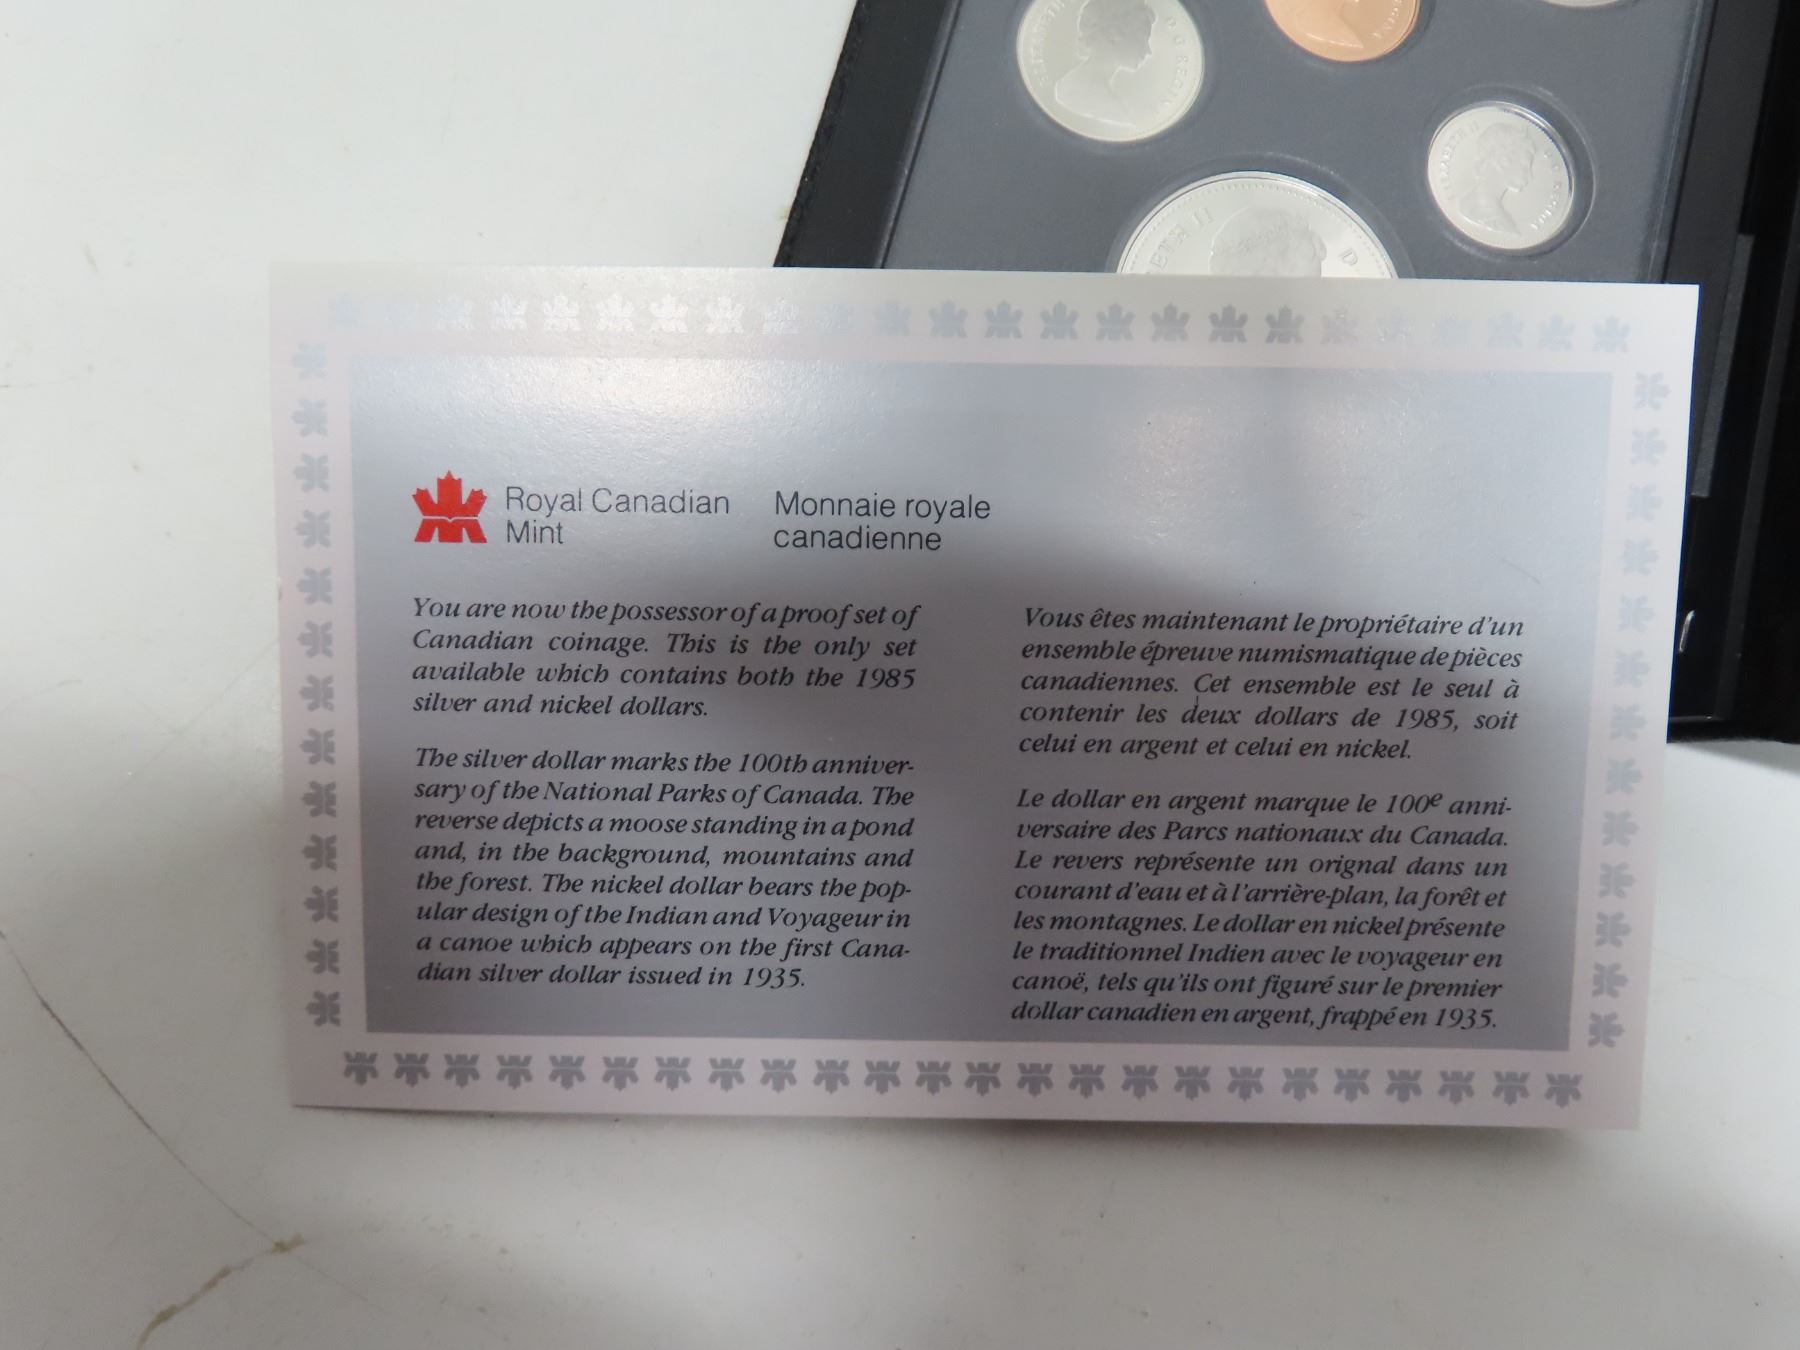 ELIZABETH II D·G·REGINA
REGINA
ELIZABETH II D·G·REGINA
ETH II D
Royal Canadian
Mint
Monnaie royale
canadienne
You are now the possessor of a proof set of
Canadian coinage. This is the only set
available which contains both the 1985
silver and nickel dollars.
The silver dollar marks the 100th anniver-
sary of the National Parks of Canada. The
reverse depicts a moose standing in a pond
and, in the background, mountains and
the forest. The nickel dollar bears the pop-
ular design of the Indian and Voyageur in
a canoe which appears on the first Cana-
dian silver dollar issued in 1935.
Vous êtes maintenant le propriétaire d'un
ensemble épreuve numismatique de pièces
canadiennes. Cet ensemble est le seul à
contenir les deux dollars de 1985, soit
celui en argent et celui en nickel.
Le dollar en argent marque le 100e anni-
versaire des Parcs nationaux du Canada.
Le revers représente un orignal dans un
courant d'eau et à l'arrière-plan, la forêt et
les montagnes. Le dollar en nickel présente
le traditionnel Indien avec le voyageur en
canoë, tels qu'ils ont figuré sur le premier
dollar canadien en argent, frappé en 1935.